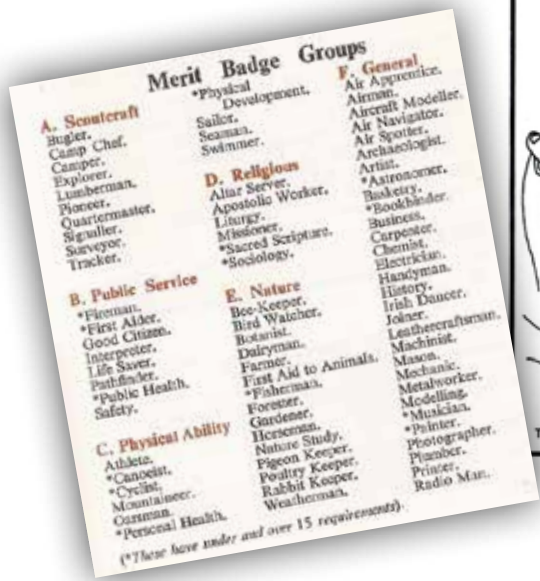 Merit Badge Groups
A. Scoutcraft
Bugler.
Camp Chef.
Camper.
Explorer.
Lumberman.
Pioneer.
Quartermaster.
Signaller.
Surveyor.
Tracker.
B. Public Service
*Fireman.
*First Aider.
Good Citizen.
Interpreter.
Life Saver.
Pathfinder.
*Public Health.
Safety.
C. Physical Ability
Athlete.
*Canoeist.
*Cyclist.
Mountaineer.
Oarsman.
*Personal Health.
*Physical
Development.
Sailor.
Seaman.
Swimmer.
D. Religious
Altar Server.
Apostolic Worker.
Liturgy.
Missioner.
*Sacred Scripture.
*Sociology.
E. Nature
Bee-Keeper.
Bird Watcher.
Botanist.
Dairyman.
Farmer.
First Aid to Animals.
*Fisherman.
Forester.
Gardener.
Horseman.
Nature Study.
Pigeon Keeper.
Poultry Keeper.
Rabbit Keeper.
Weatherman.
F. General
Air Apprentice.
Airman.
Aircraft Modeller.
Air Navigator.
Air Spotter.
Archaeologist.
Artist.
*Astronomer.
Basketry.
*Bookbinder.
Business.
Carpenter.
Chemist.
Electrician.
Handyman.
History.
Irish Dancer.
Joiner.
Leathercraftsman.
Machinist.
Mason.
Mechanic.
Metalworker.
Modelling.
*Musician.
*Painter.
Photographer.
Plumber.
Printer.
Radio Man.
(*These have under and over 15 requirements).